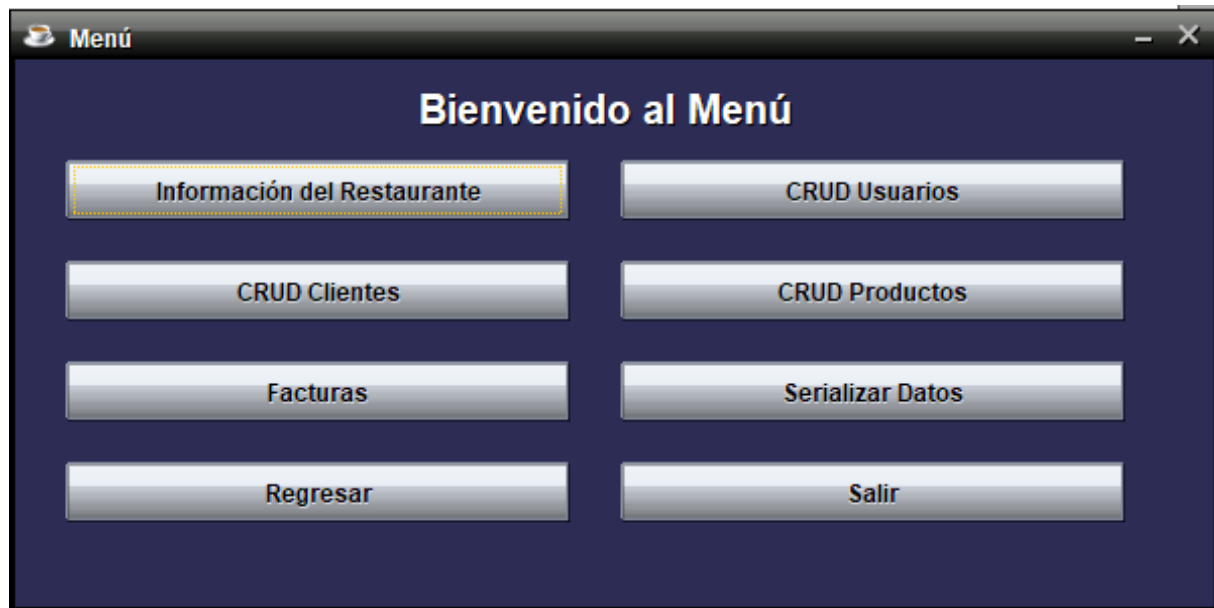 Menú
Bienvenido al Menú
Información del Restaurante
CRUD Usuarios
CRUD Clientes
CRUD Productos
Facturas
Serializar Datos
Regresar
Salir